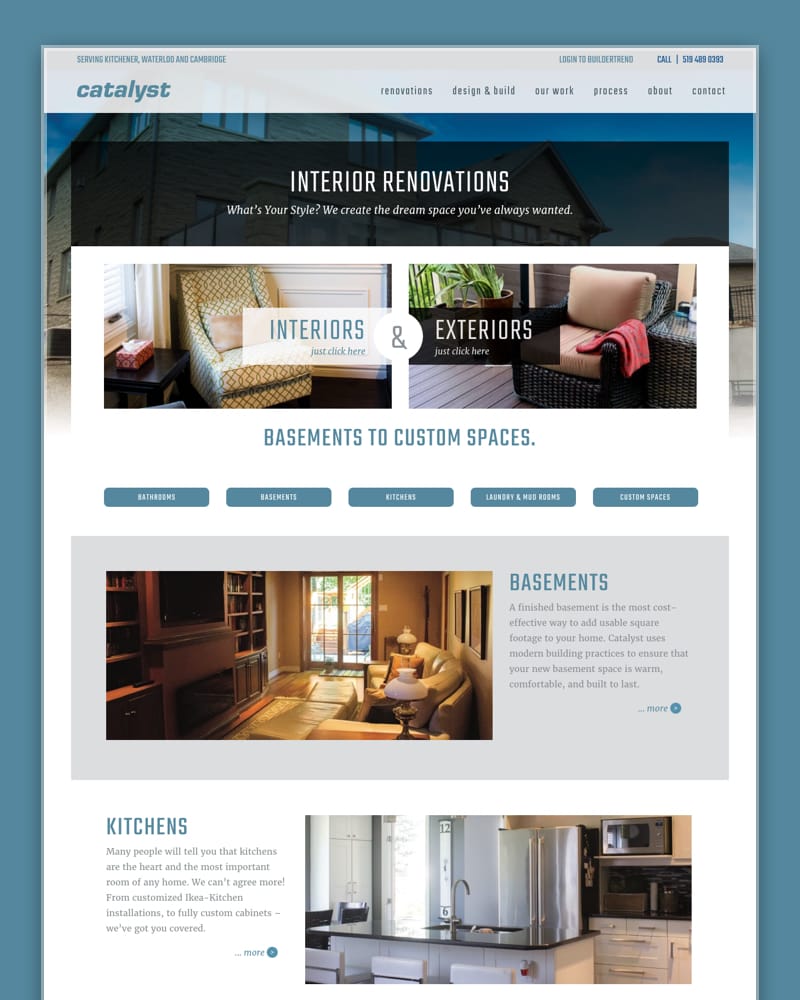 SERVING KITCHENER, WATERLOO AND CAMBRIDGE
LOGIN TO BUILDERTREND
CALL | 519 489 0393
catalyst
renovations design & build our work process about contact
INTERIOR RENOVATIONS
What's Your Style? We create the dream space you've always wanted.
INTERIORS
just click here
&
EXTERIORS
just click here
BASEMENTS TO CUSTOM SPACES.
BATHROOMS
BASEMENTS
KITCHENS
LAUNDRY & MUD ROOMS
CUSTOM SPACES
BASEMENTS
A finished basement is the most cost-
effective way to add usable square
footage to your home. Catalyst uses
modern building practices to ensure that
your new basement space is warm,
comfortable, and built to last.
... more >
KITCHENS
Many people will tell you that kitchens
are the heart and the most important
room of any home. We can't agree more!
From customized Ikea-Kitchen
installations, to fully custom cabinets –
we've got you covered.
... more >
12
6